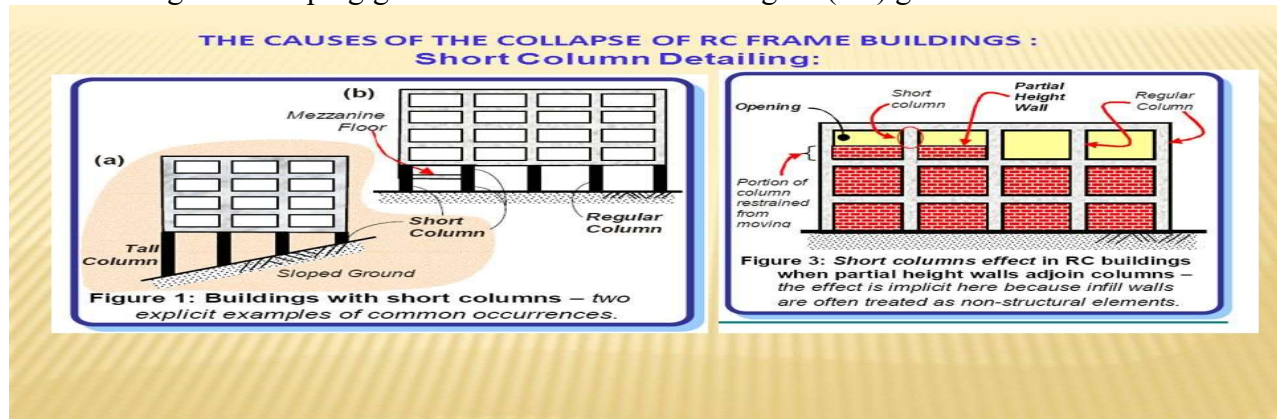 THE CAUSES OF THE COLLAPSE OF RC FRAME BUILDINGS :
Short Column Detailing:
(b)
Mezzanine
Floor
(a)
Short
Column
Regular
Column
Tall
Column
Sloped Ground
Figure 1: Buildings with short columns – two
explicit examples of common occurrences.
Opening
Short
column
Partial
Height
Wall
Regular
Column
Portion of
column
restrained
from
moving
Figure 3: Short columns effect in RC buildings
when partial height walls adjoin columns –
the effect is implicit here because infill walls
are often treated as non-structural elements.